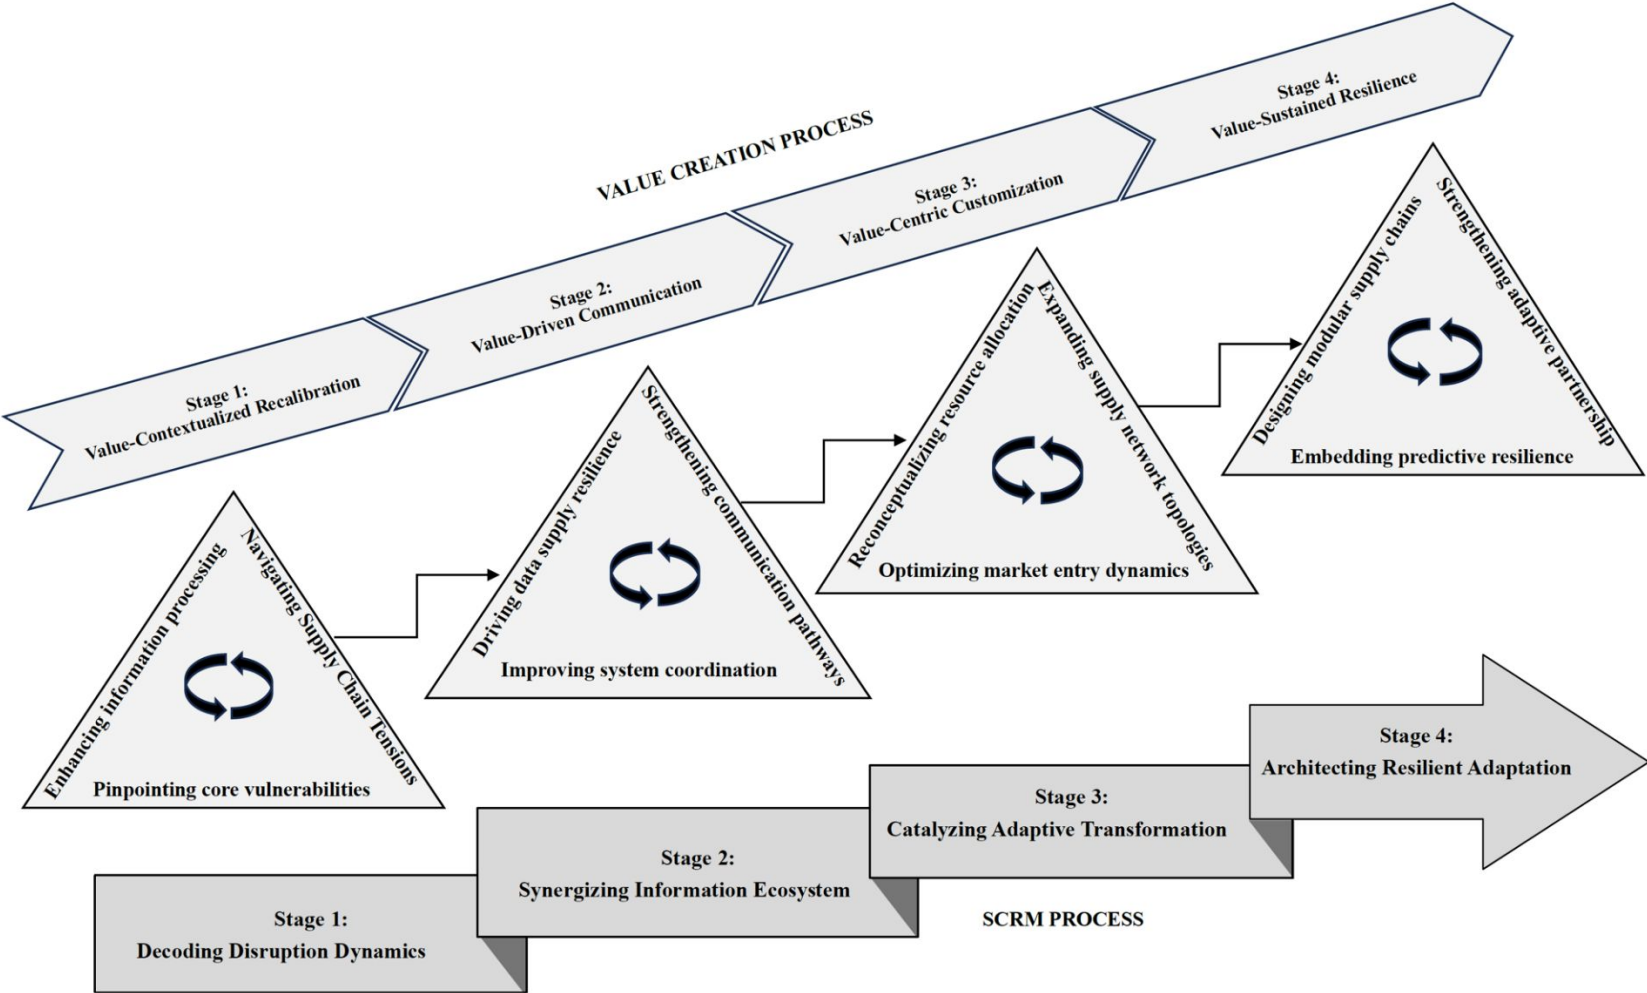 VALUE CREATION PROCESS
Stage 1:
Value-Contextualized Recalibration
Stage 2:
Value-Driven Communication
Stage 3:
Value-Centric Customization
Stage 4:
Value-Sustained Resilience
Enhancing information processing
Navigating Supply Chain Tensions
Pinpointing core vulnerabilities
Driving data supply resilience
Strengthening communication pathways
Improving system coordination
Reconceptualizing resource allocation
Expanding supply network topologies
Optimizing market entry dynamics
Designing modular supply chains
Strengthening adaptive partnership
Embedding predictive resilience
Stage 1:
Decoding Disruption Dynamics
Stage 2:
Synergizing Information Ecosystem
Stage 3:
Catalyzing Adaptive Transformation
Stage 4:
Architecting Resilient Adaptation
SCRM PROCESS